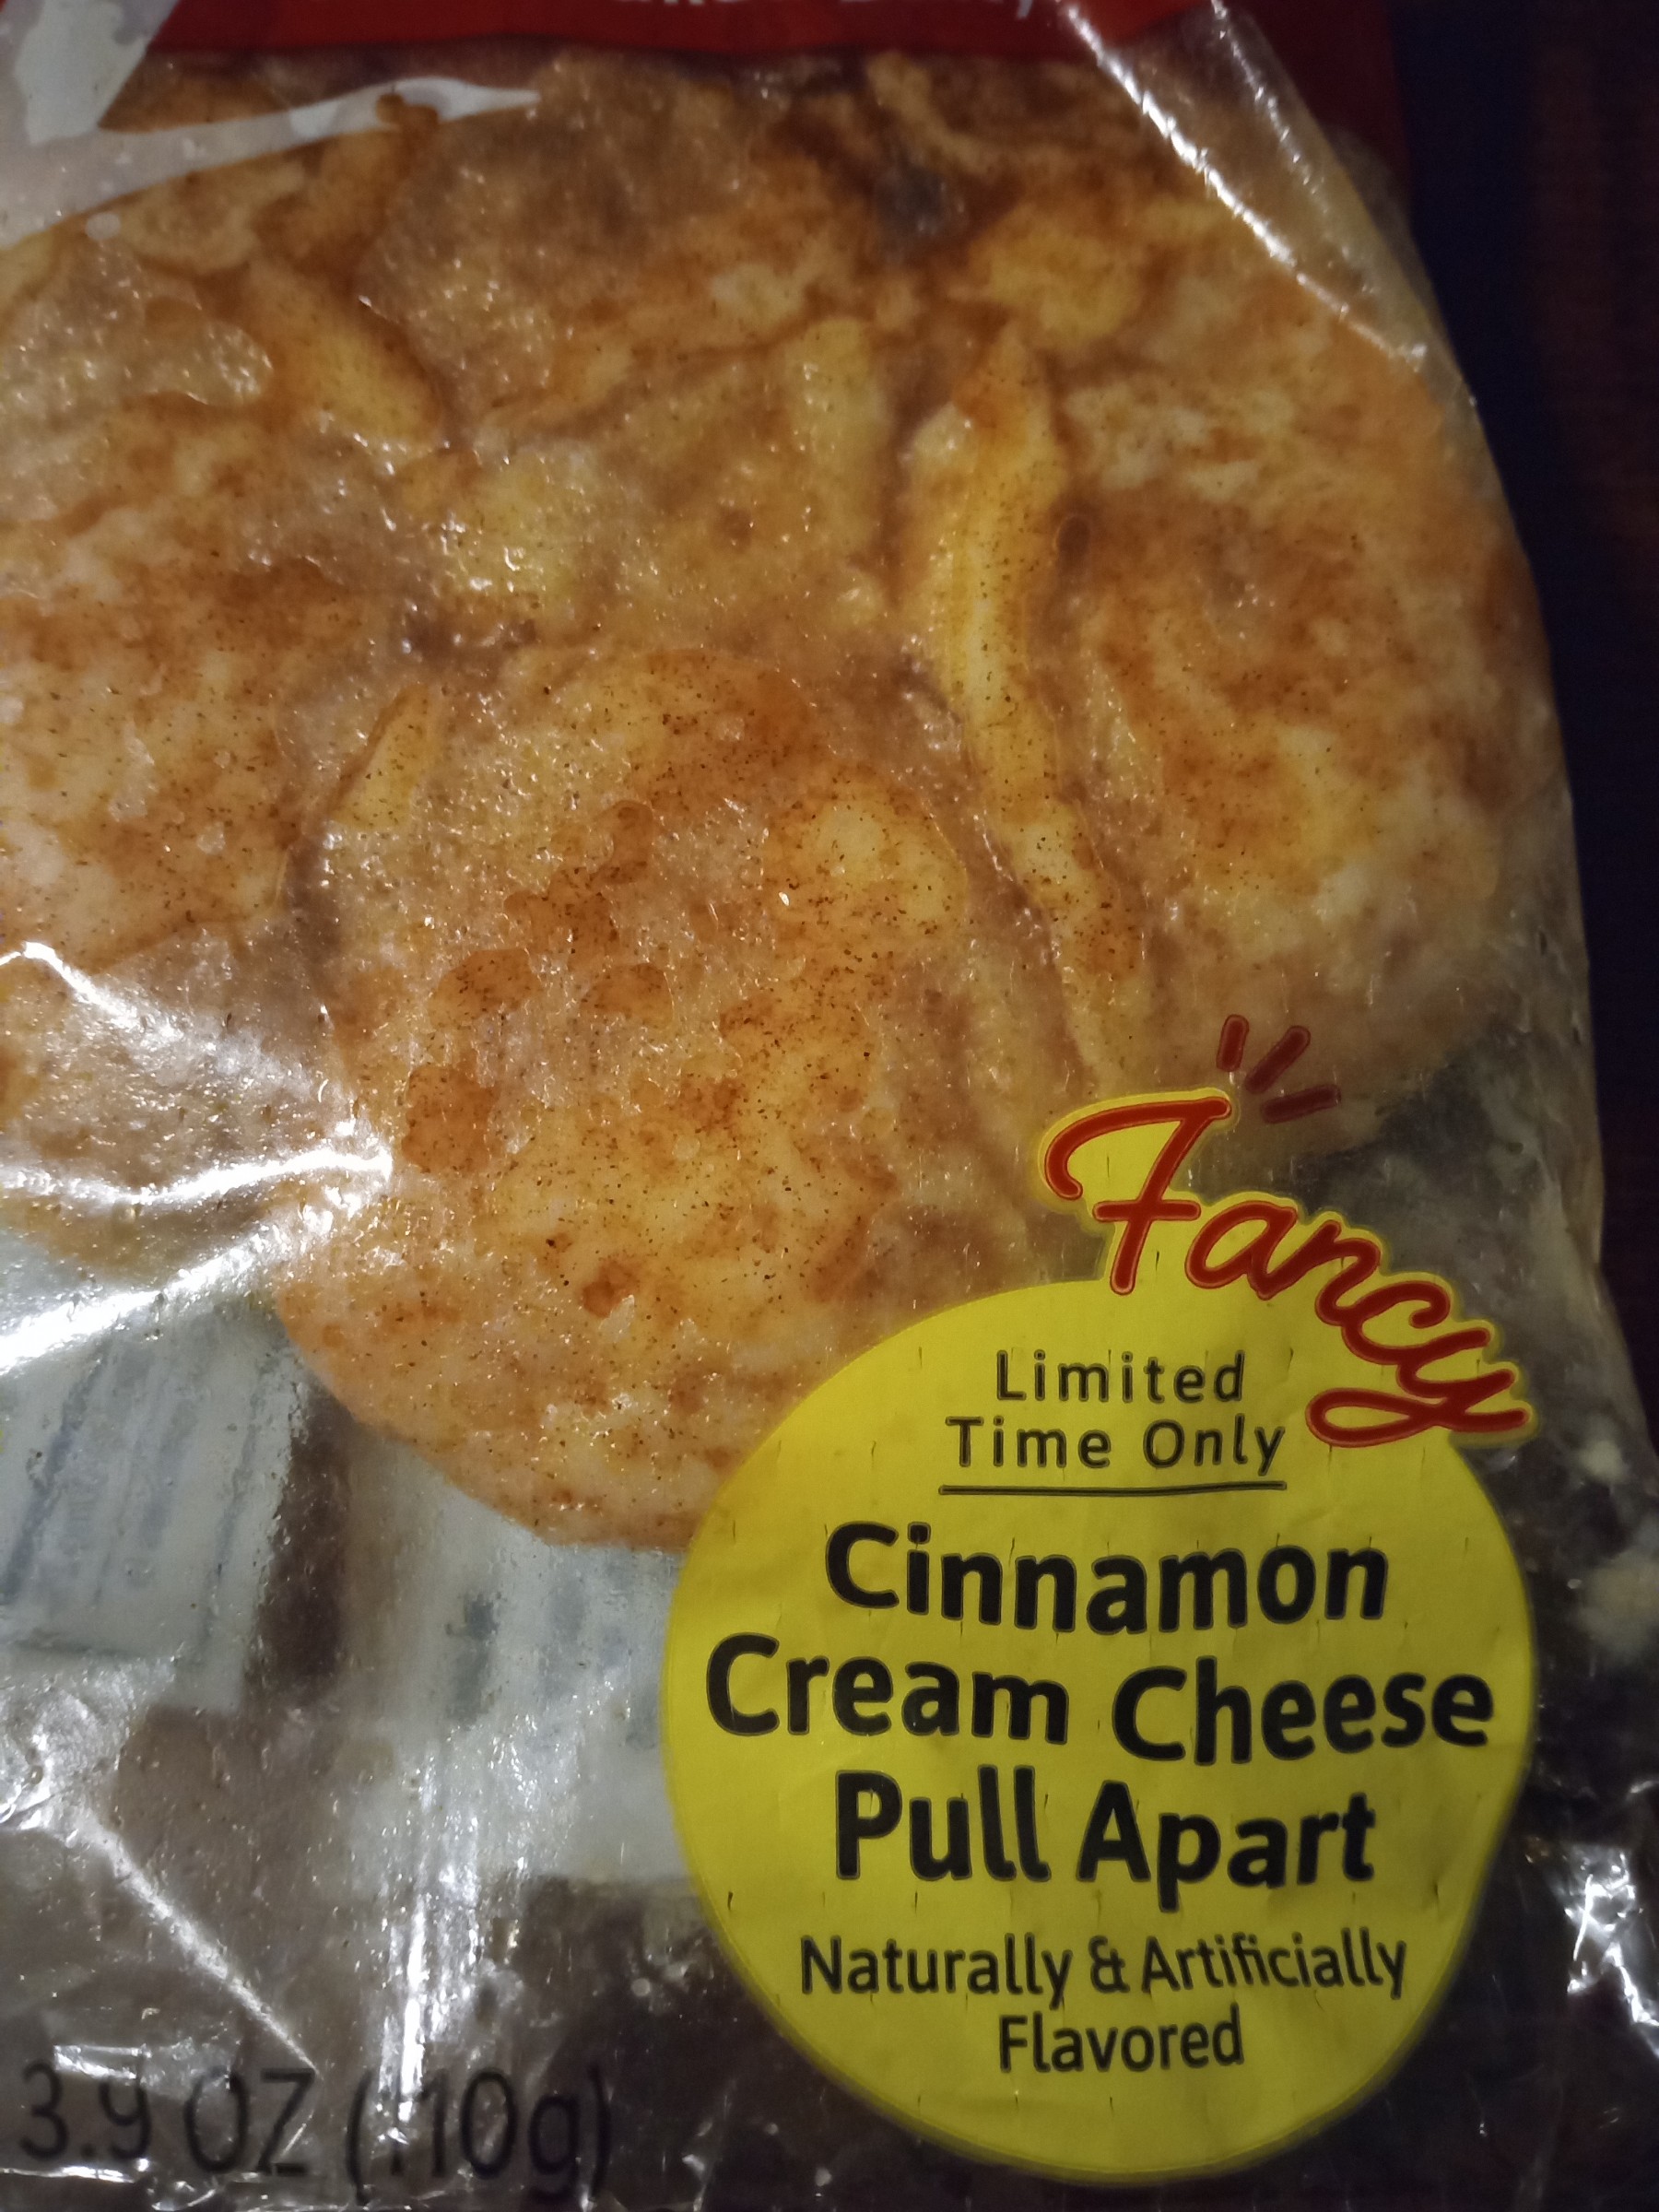 Fancy
Limited
Time Only
Cinnamon
Cream Cheese
Pull Apart
Naturally & Artificially
Flavored
3.9 OZ (110g)